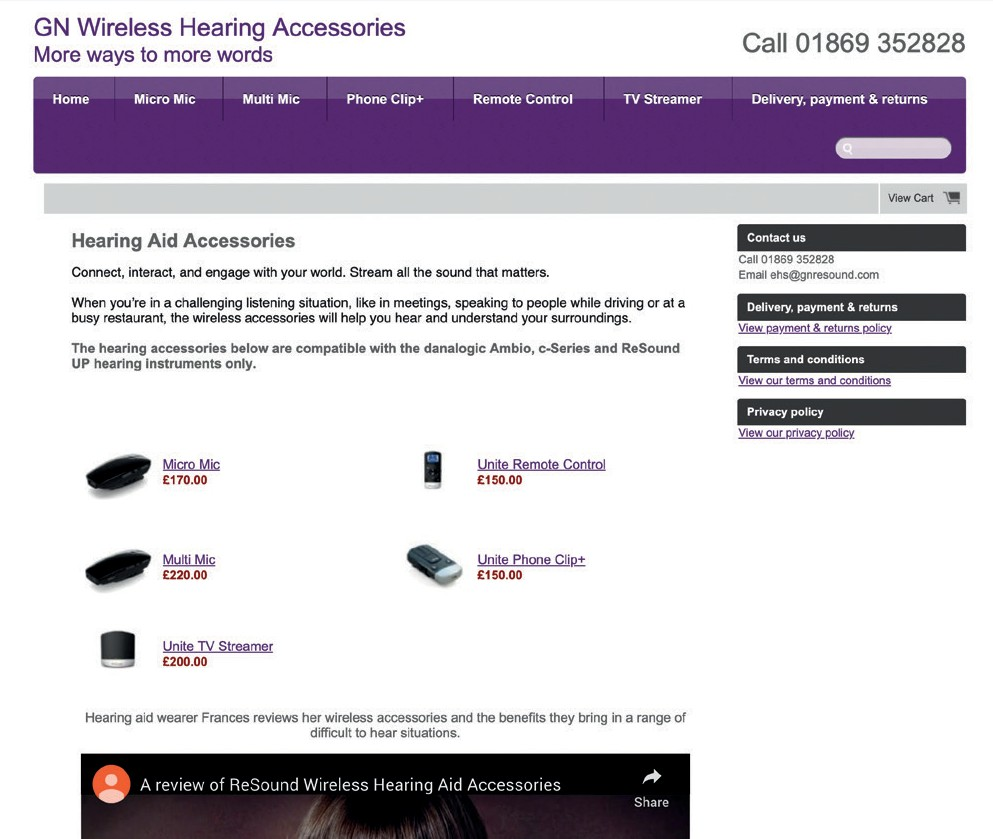 GN Wireless Hearing Accessories
More ways to more words
Call 01869 352828
Home Micro Mic Multi Mic Phone Clip+ Remote Control TV Streamer Delivery, payment & returns
View Cart
Hearing Aid Accessories
Connect, interact, and engage with your world. Stream all the sound that matters.
When you're in a challenging listening situation, like in meetings, speaking to people while driving or at a
busy restaurant, the wireless accessories will help you hear and understand your surroundings.
The hearing accessories below are compatible with the danalogic Ambio, c-Series and ReSound
UP hearing instruments only.
Micro Mic
£170.00
Unite Remote Control
£150.00
Multi Mic
£220.00
Unite Phone Clip+
£150.00
Unite TV Streamer
£200.00
Hearing aid wearer Frances reviews her wireless accessories and the benefits they bring in a range of
difficult to hear situations.
A review of ReSound Wireless Hearing Aid Accessories
Share
Contact us
Call 01869 352828
Email ehs@gnresound.com
Delivery, payment & returns
View payment & returns policy
Terms and conditions
View our terms and conditions
Privacy policy
View our privacy policy